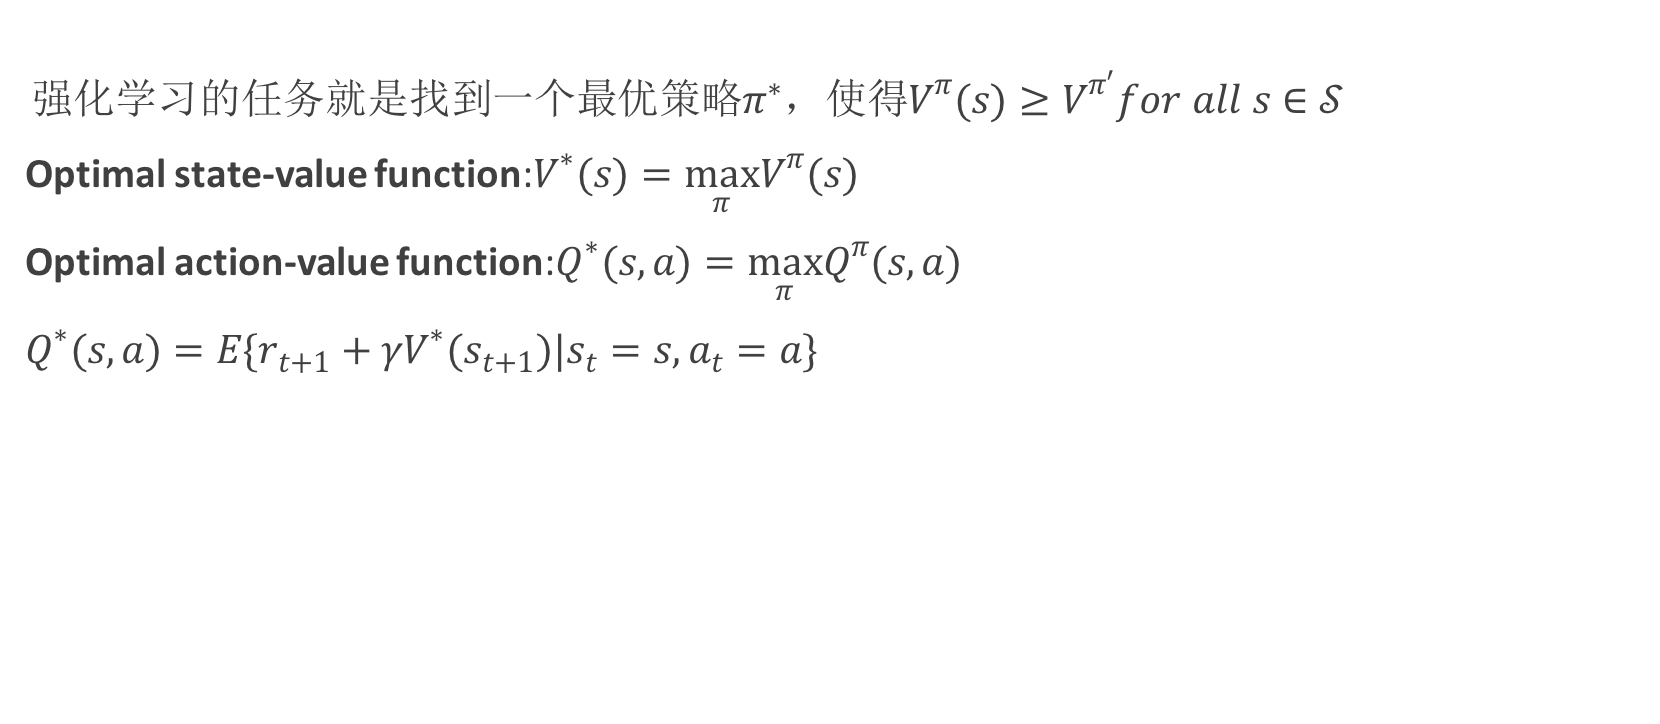 强化学习的任务就是找到一个最优策略π*，使得V^π(s) ≥ V^π′ for all s ∈ 𝒮
Optimal state-value function:V*(s) = max_π V^π(s)
Optimal action-value function:Q*(s, a) = max_π Q^π(s, a)
Q*(s, a) = E{r_{t+1} + γV*(s_{t+1})|s_t = s, a_t = a}